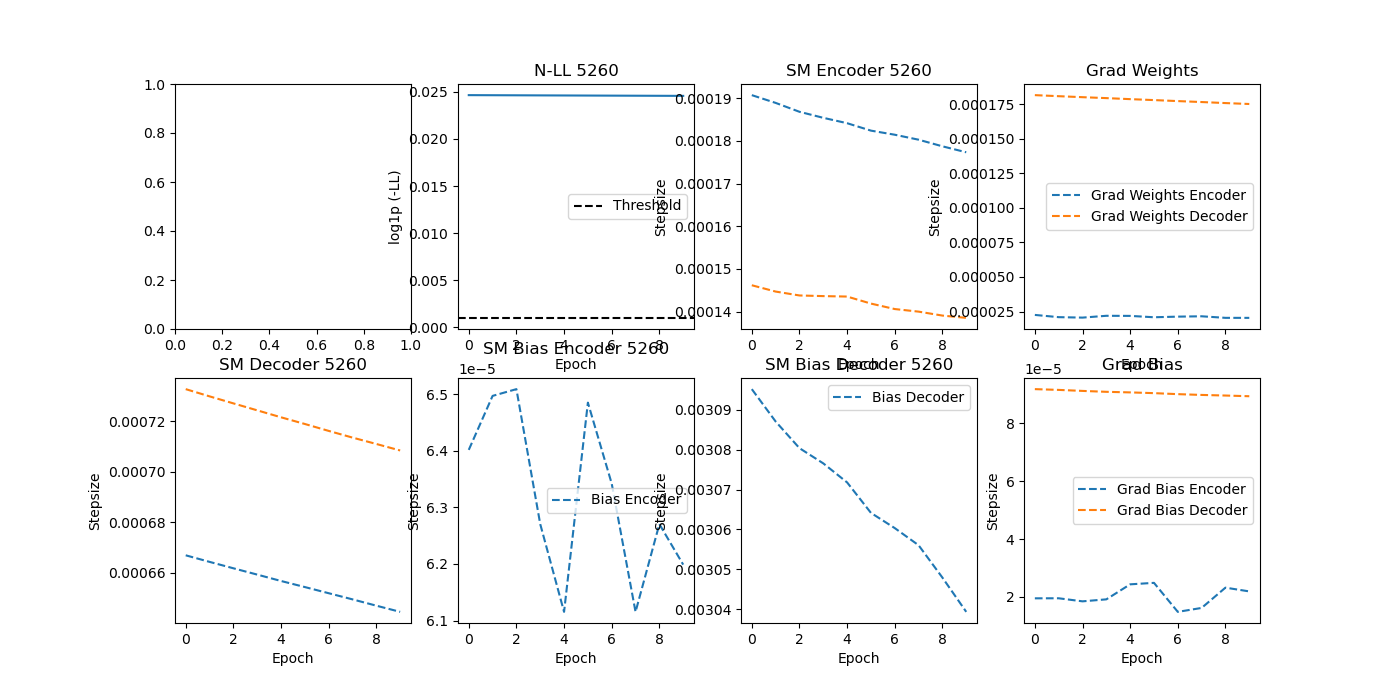 1.0
0.8
0.6
0.4
0.2
0.0
0.0 0.2 0.4 0.6 0.8 1.0
N-LL 5260
log1p (-LL)
0.025
0.020
0.015
0.010
0.005
0.000
Threshold
0 2 4 6 8
Epoch
SM Encoder 5260
Stepsize
0.00019
0.00018
0.00017
0.00016
0.00015
0.00014
0 2 4 6 8
Epoch
Grad Weights
Stepsize
0.000175
0.000150
0.000125
0.000100
0.000075
0.000050
0.000025
Grad Weights Encoder
Grad Weights Decoder
0 2 4 6 8
Epoch
SM Decoder 5260
Stepsize
0.00072
0.00070
0.00068
0.00066
0 2 4 6 8
Epoch
SM Bias Encoder 5260
1e−5
Stepsize
6.5
6.4
6.3
6.2
6.1
Bias Encoder
0 2 4 6 8
Epoch
SM Bias Decoder 5260
Stepsize
0.00309
0.00308
0.00307
0.00306
0.00305
0.00304
Bias Decoder
0 2 4 6 8
Epoch
Grad Bias
1e−5
Stepsize
8
6
4
2
Grad Bias Encoder
Grad Bias Decoder
0 2 4 6 8
Epoch